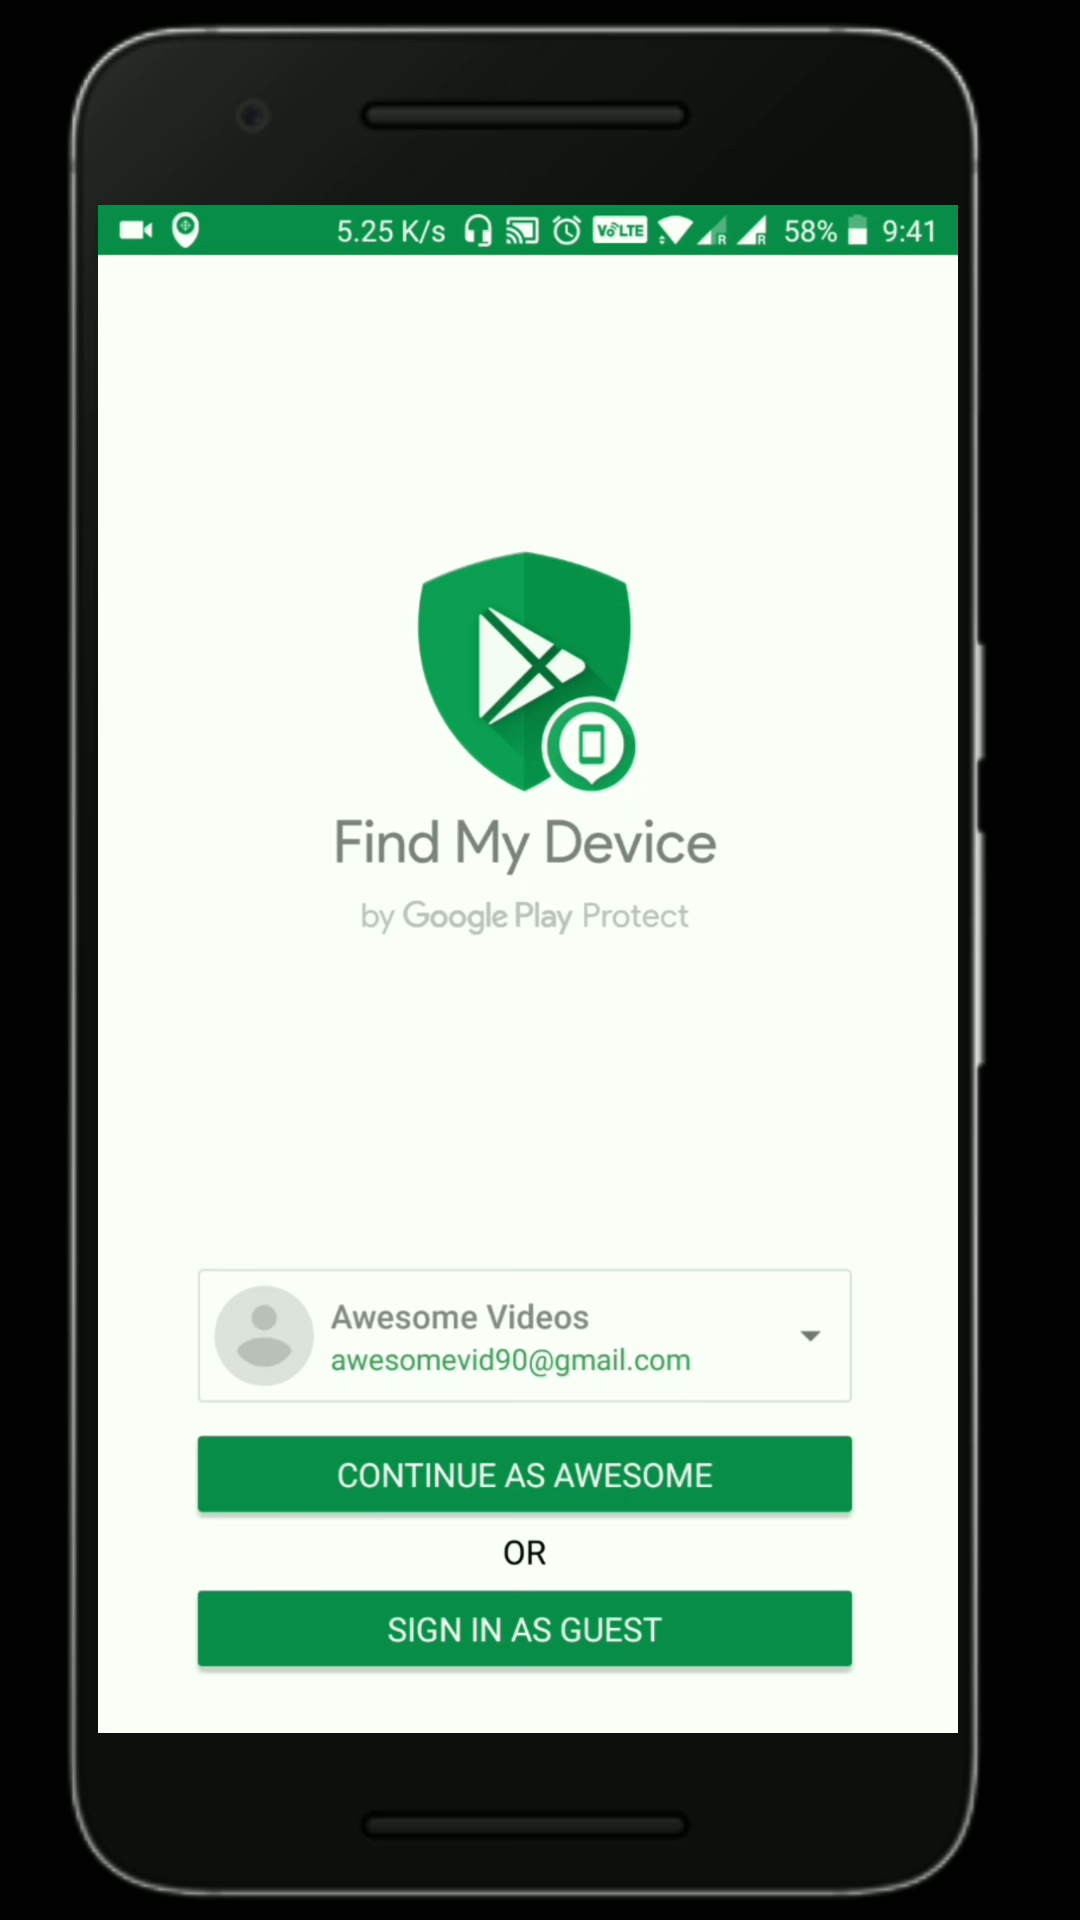 5.25 K/s VoLTE R R 58% 9:41
Find My Device
by Google Play Protect
Awesome Videos
awesomevid90@gmail.com
CONTINUE AS AWESOME
OR
SIGN IN AS GUEST